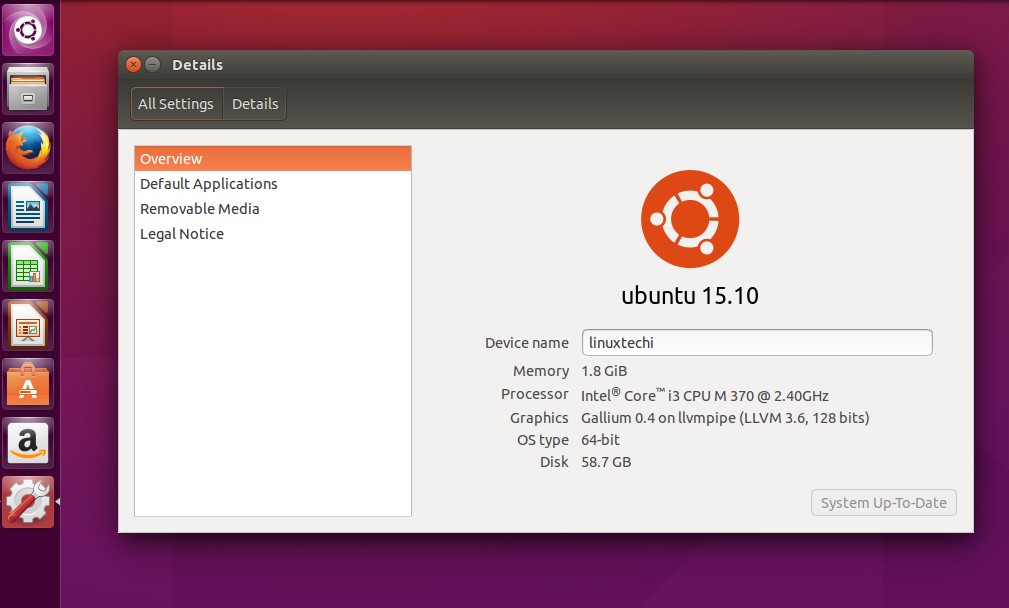 Details
All Settings Details
Overview
Default Applications
Removable Media
Legal Notice
ubuntu 15.10
Device name linuxtechi
Memory 1.8 GiB
Processor Intel® Core™ i3 CPU M 370 @ 2.40GHz
Graphics Gallium 0.4 on llvmpipe (LLVM 3.6, 128 bits)
OS type 64-bit
Disk 58.7 GB
System Up-To-Date
A
a